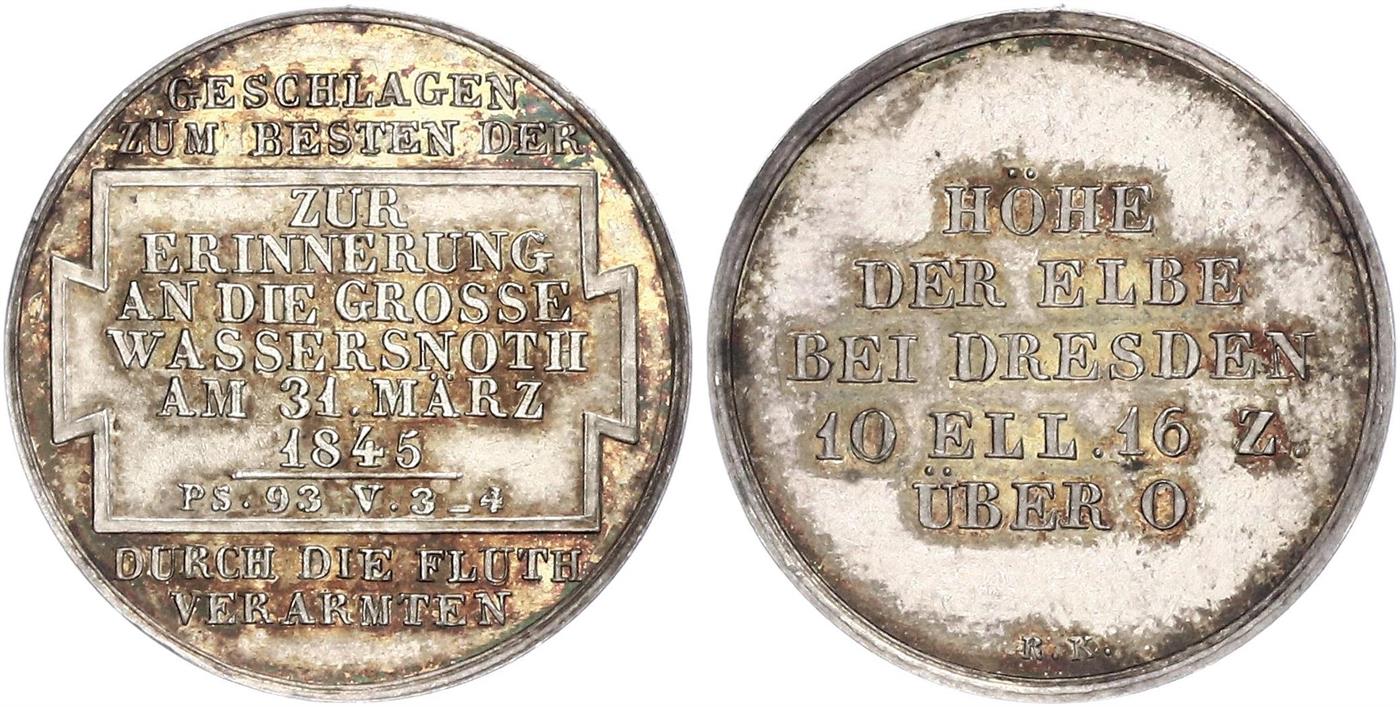 GESCHLAGEN
ZUM BESTEN DER
ZUR
ERINNERUNG
AN DIE GROSSE
WASSERSNOTH
AM 31. MÄRZ
1845
PS. 93 V. 3_4
DURCH DIE FLUTH
VERARMTEN
HÖHE
DER ELBE
BEI DRESDEN
10 ELL. 16 Z.
ÜBER 0
R. K.